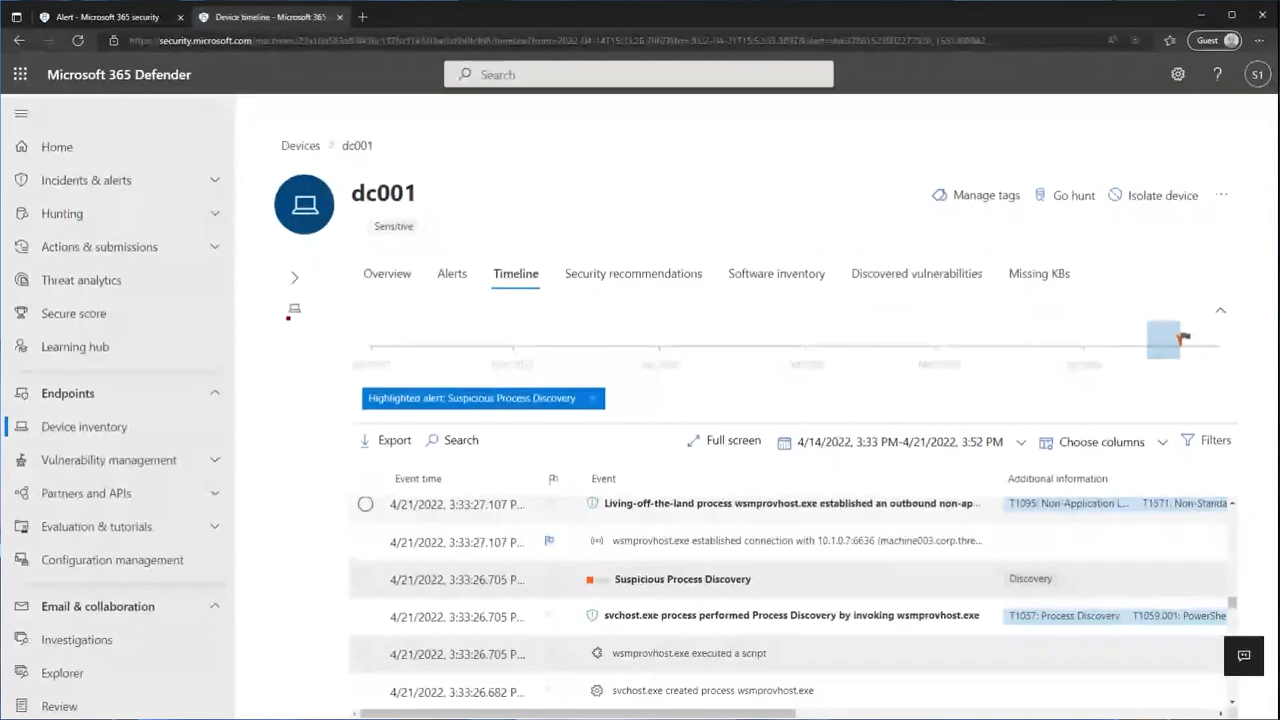 Alert - Microsoft 365 security
Device timeline - Microsoft 365
Guest
Microsoft 365 Defender
Search
S1
Home
Incidents & alerts
Hunting
Actions & submissions
Threat analytics
Secure score
Learning hub
Endpoints
Device inventory
Vulnerability management
Partners and APIs
Evaluation & tutorials
Configuration management
Email & collaboration
Investigations
Explorer
Review
Devices > dc001
dc001
Sensitive
Manage tags Go hunt Isolate device ...
Overview Alerts Timeline Security recommendations Software inventory Discovered vulnerabilities Missing KBs
Highlighted alert: Suspicious Process Discovery
Export Search Full screen 4/14/2022, 3:33 PM-4/21/2022, 3:52 PM Choose columns Filters
Event time Event Additional information
4/21/2022, 3:33:27.107 P... Living-off-the-land process wsmprovhost.exe established an outbound non-ap... T1095: Non-Application L... T1571: Non-Standa
4/21/2022, 3:33:27.107 P... wsmprovhost.exe established connection with 10.1.0.7:6636 (machine003.corp.thre...
4/21/2022, 3:33:26.705 P... Suspicious Process Discovery Discovery
4/21/2022, 3:33:26.705 P... svchost.exe process performed Process Discovery by invoking wsmprovhost.exe T1057: Process Discovery T1059.001: PowerShe
4/21/2022, 3:33:26.705 P... wsmprovhost.exe executed a script
4/21/2022, 3:33:26.682 P... svchost.exe created process wsmprovhost.exe